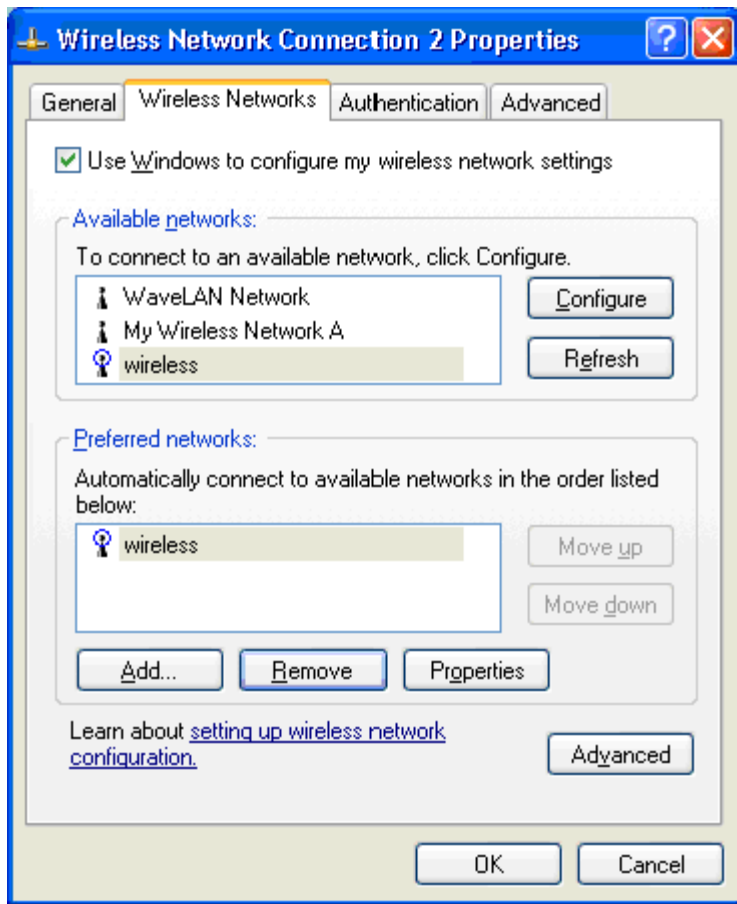 Wireless Network Connection 2 Properties
General Wireless Networks Authentication Advanced
Use Windows to configure my wireless network settings
Available networks:
To connect to an available network, click Configure.
WaveLAN Network
Configure
My Wireless Network A
wireless
Refresh
Preferred networks:
Automatically connect to available networks in the order listed
below:
wireless
Move up
Move down
Add... Remove Properties
Learn about setting up wireless network
configuration.
Advanced
OK Cancel